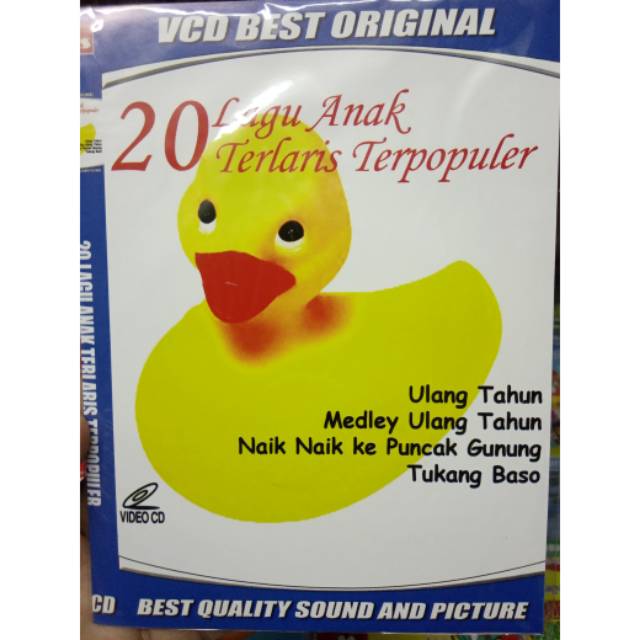 VCD BEST ORIGINAL
20 Lagu Anak
Terlaris Terpopuler
Ulang Tahun
Medley Ulang Tahun
Naik Naik ke Puncak Gunung
Tukang Baso
VIDEO CD
CD BEST QUALITY SOUND AND PICTURE
20 LAGU ANAK TERLARIS TERPOPULER